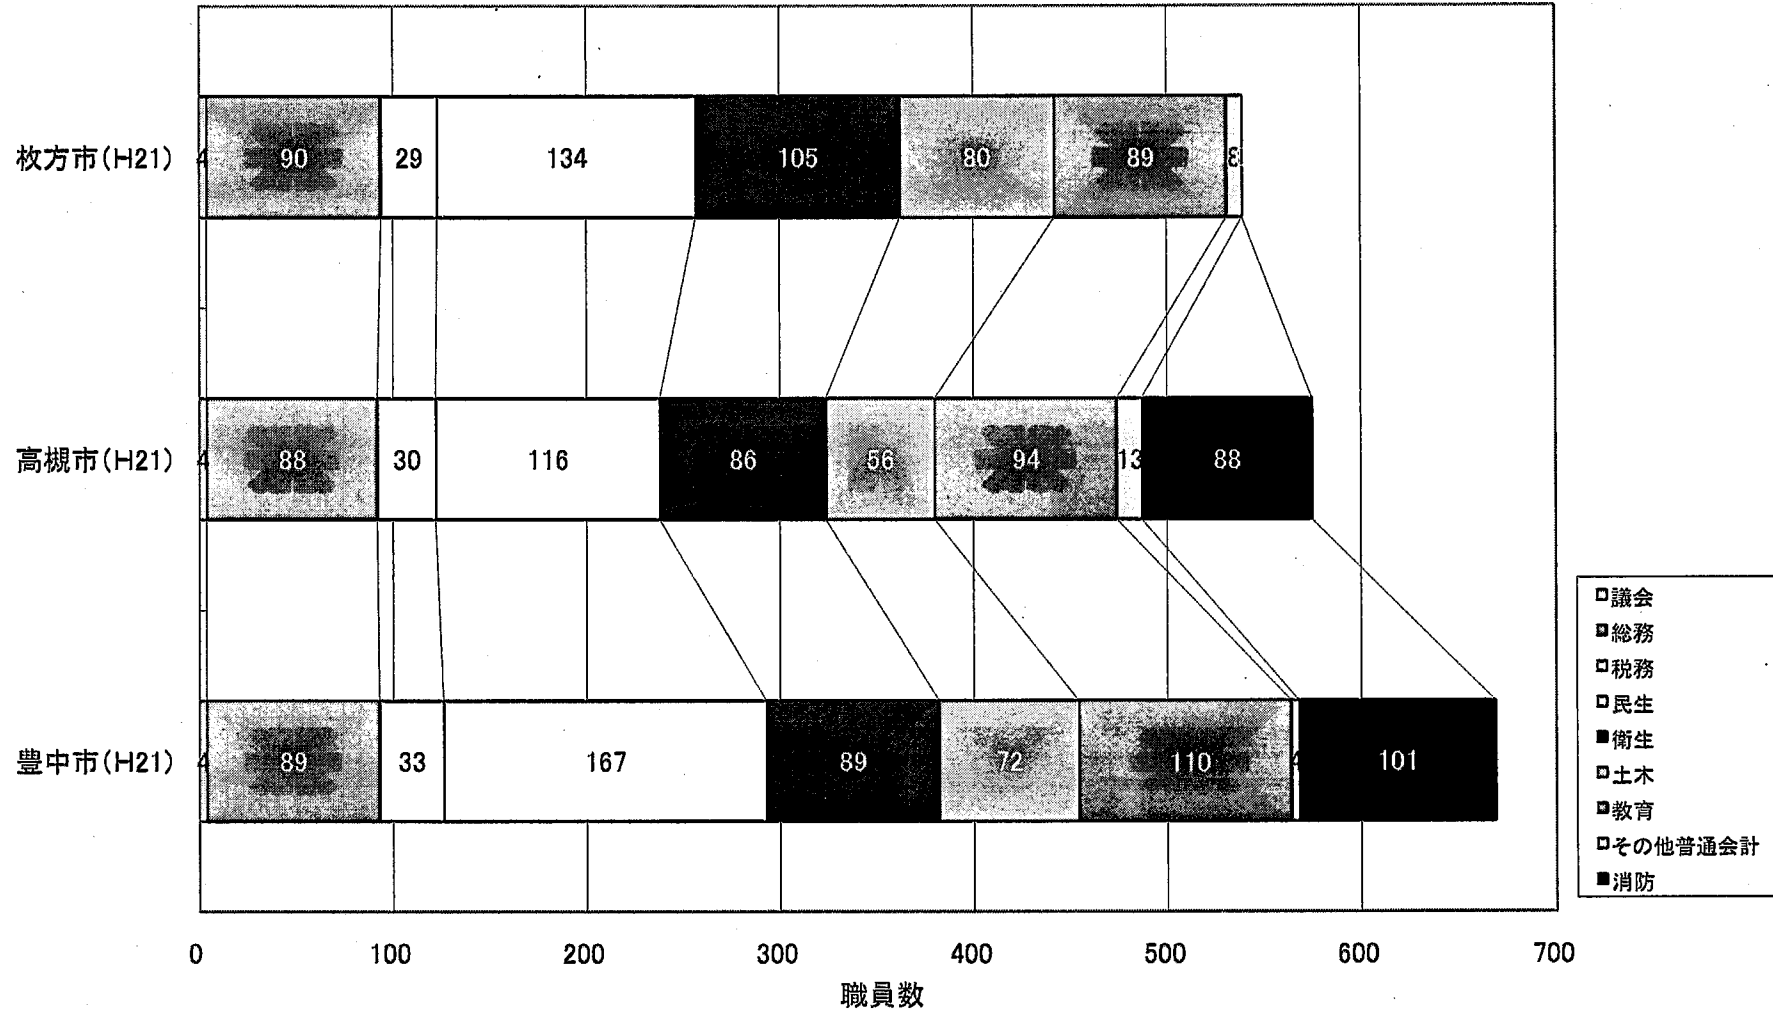 枚方市(H21) 4 90 29 134 105 80 89 8
高槻市(H21) 4 88 30 116 86 56 94 13 88
豊中市(H21) 4 89 33 167 89 72 110 4 101
議会
総務
税務
民生
衛生
土木
教育
その他普通会計
消防
0 100 200 300 400 500 600 700
職員数